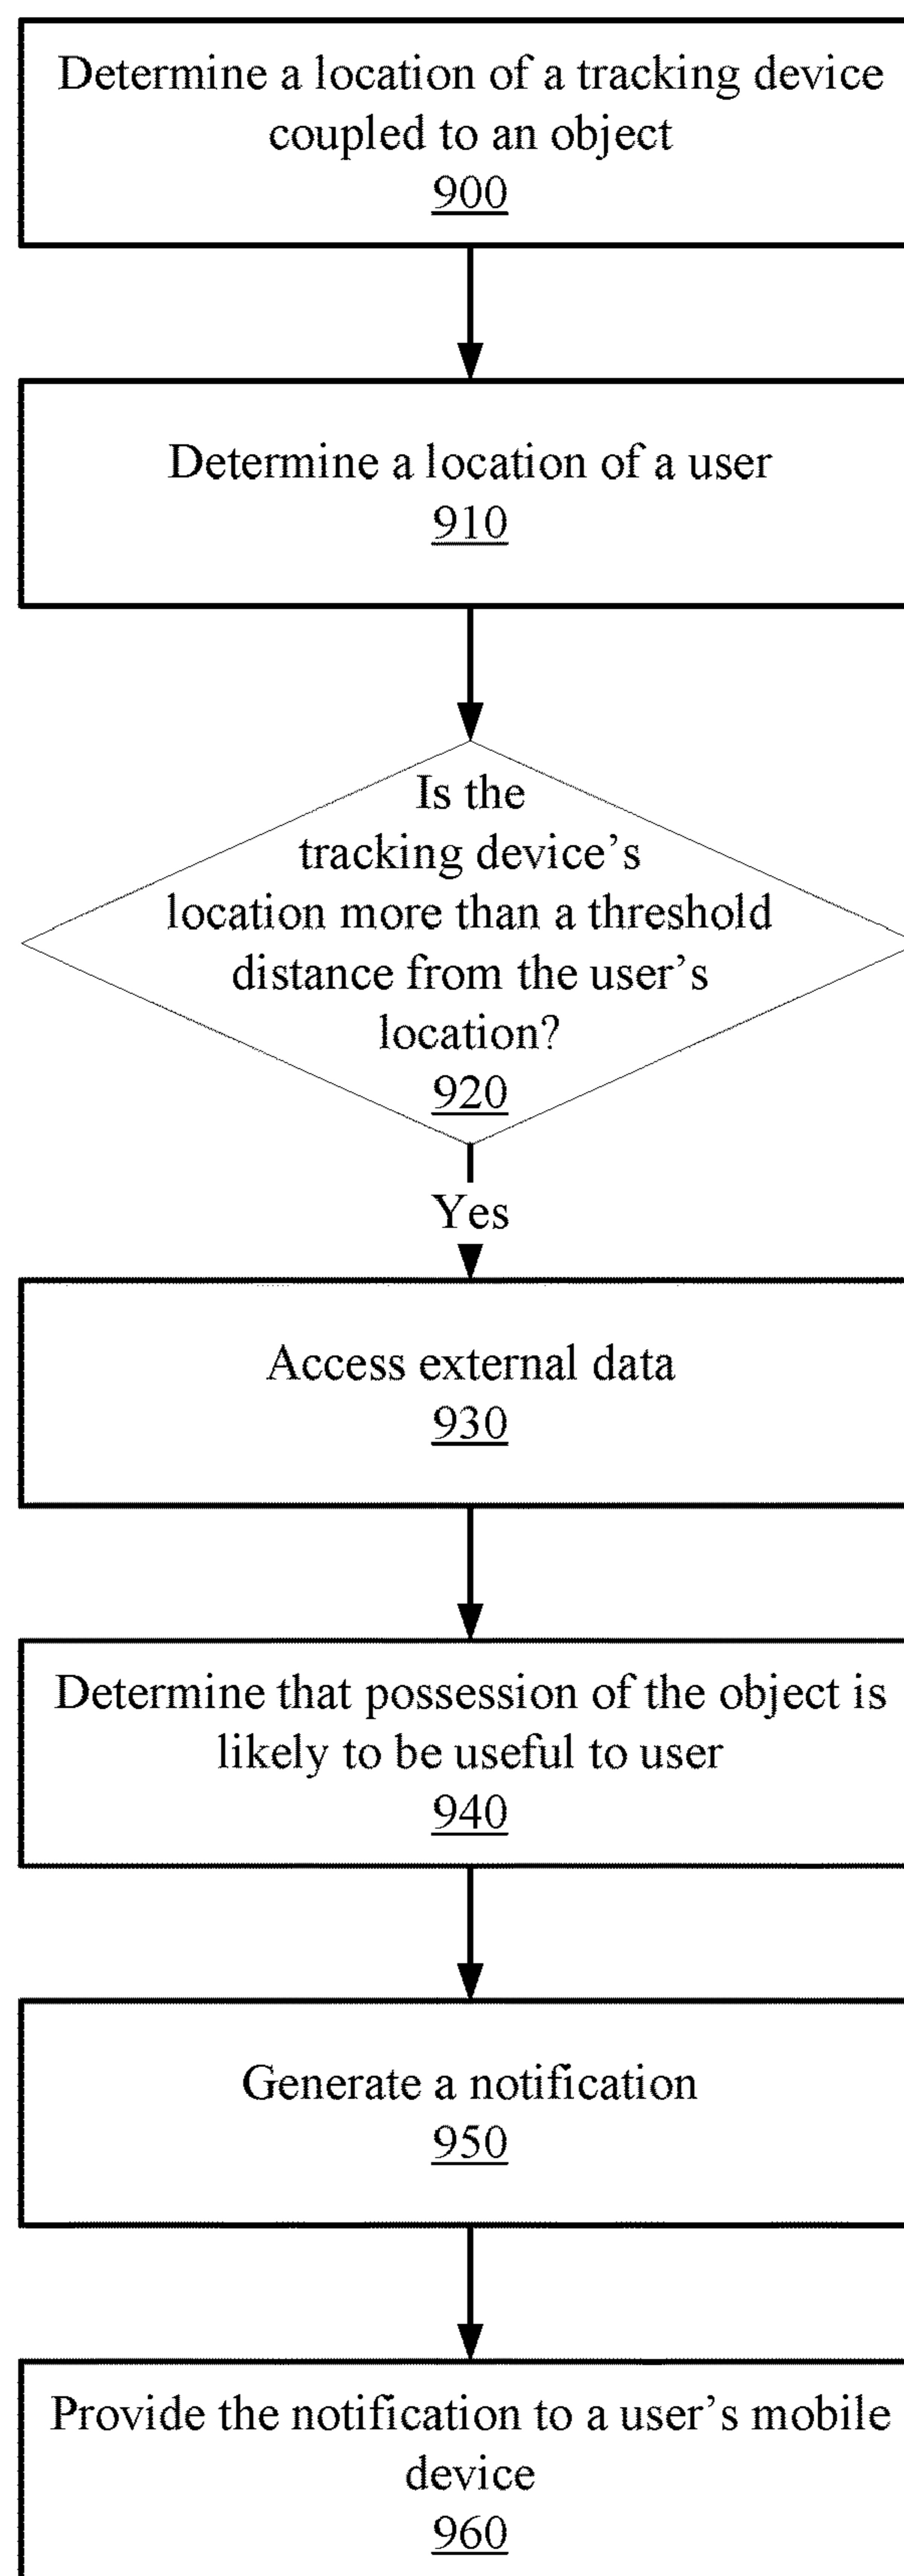 Determine a location of a tracking device
coupled to an object
900
Determine a location of a user
910
Is the
tracking device’s
location more than a threshold
distance from the user’s
location?
920
Yes
Access external data
930
Determine that possession of the object is
likely to be useful to user
940
Generate a notification
950
Provide the notification to a user’s mobile
device
960